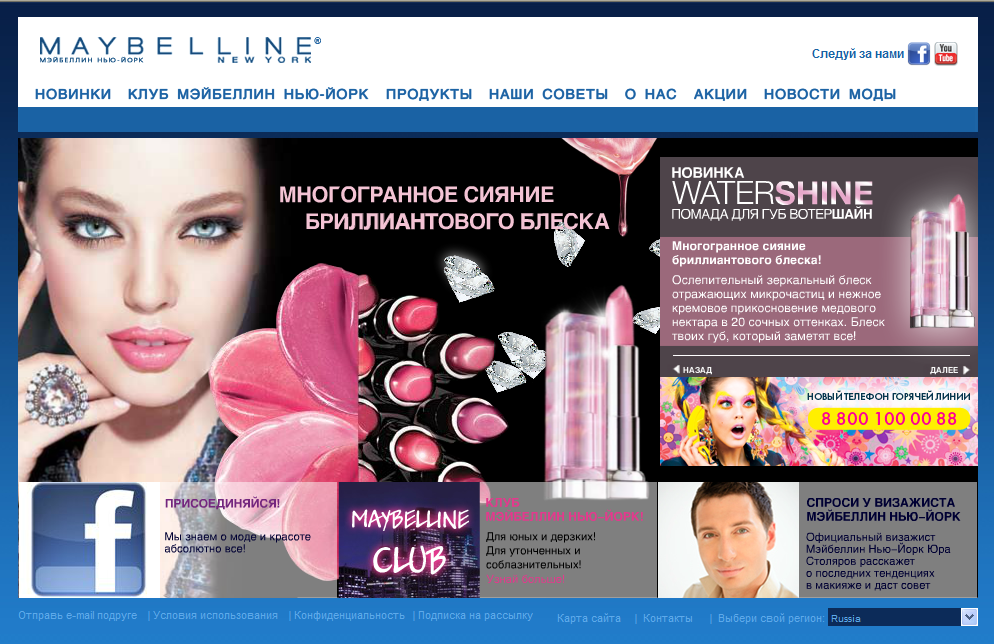 MAYBELLINE®
МЭЙБЕЛЛИН НЬЮ-ЙОРК NEW YORK
Следуй за нами f You Tube
НОВИНКИ КЛУБ МЭЙБЕЛЛИН НЬЮ-ЙОРК ПРОДУКТЫ НАШИ СОВЕТЫ О НАС АКЦИИ НОВОСТИ МОДЫ
МНОГОГРАННОЕ СИЯНИЕ
БРИЛЛИАНТОВОГО БЛЕСКА
НОВИНКА
WATERSHINE
ПОМАДА ДЛЯ ГУБ ВОТЕРШАЙН
Многогранное сияние
бриллиантового блеска!
Ослепительный зеркальный блеск
отражающих микрочастиц и нежное
кремовое прикосновение медового
нектара в 20 сочных оттенках. Блеск
твоих губ, который заметят все!
НАЗАД ДАЛЕЕ
НОВЫЙ ТЕЛЕФОН ГОРЯЧЕЙ ЛИНИИ
8 800 100 00 88
f
ПРИСОЕДИНЯЙСЯ!
Мы знаем о моде и красоте
абсолютно все!
MAYBELLINE
CLUB
КЛУБ
МЭЙБЕЛЛИН НЬЮ-ЙОРК!
Для юных и дерзких!
Для утонченных и
соблазнительных!
Узнай больше!
СПРОСИ У ВИЗАЖИСТА
МЭЙБЕЛЛИН НЬЮ-ЙОРК
Официальный визажист
Мэйбеллин Нью-Йорк Юра
Столяров расскажет
о последних тенденциях
в макияже и даст совет
Отправь e-mail подруге | Условия использования | Конфиденциальность | Подписка на рассылку Карта сайта | Контакты | Выбери свой регион: Russia